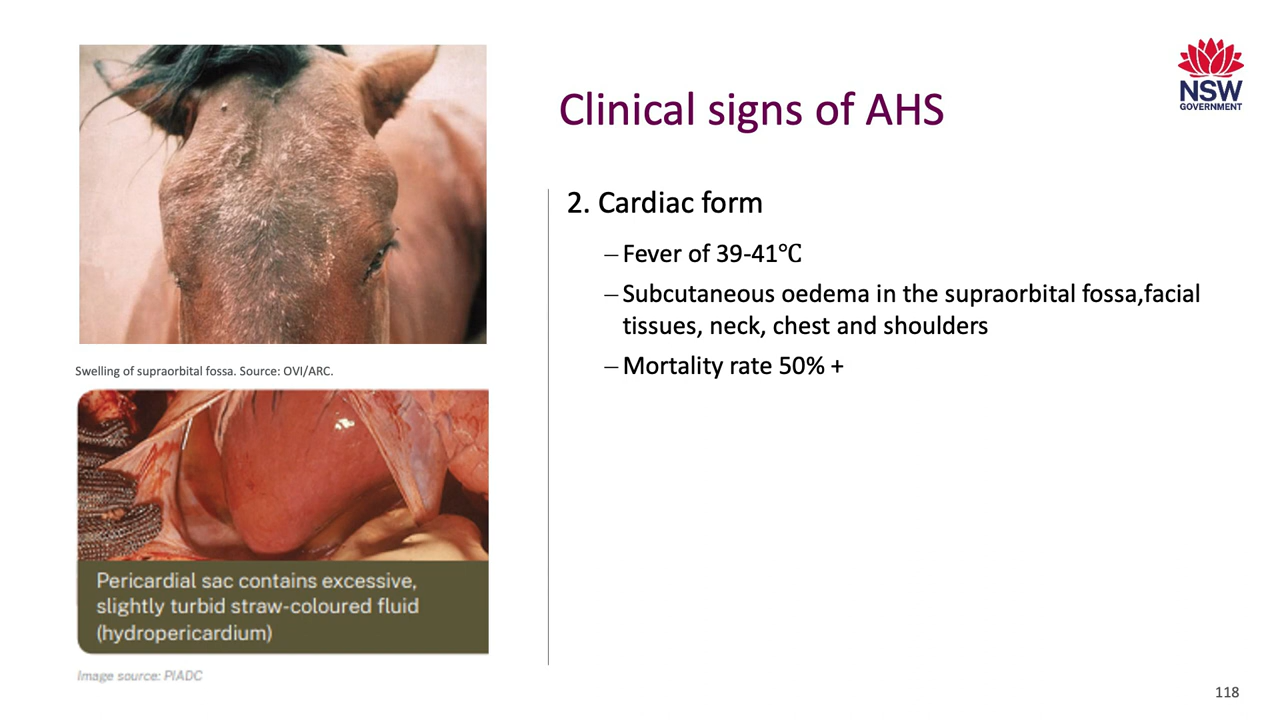 Clinical signs of AHS
NSW
GOVERNMENT
2. Cardiac form
– Fever of 39-41℃
– Subcutaneous oedema in the supraorbital fossa,facial
tissues, neck, chest and shoulders
– Mortality rate 50% +
Swelling of supraorbital fossa. Source: OVI/ARC.
Pericardial sac contains excessive,
slightly turbid straw-coloured fluid
(hydropericardium)
Image source: PIADC
118